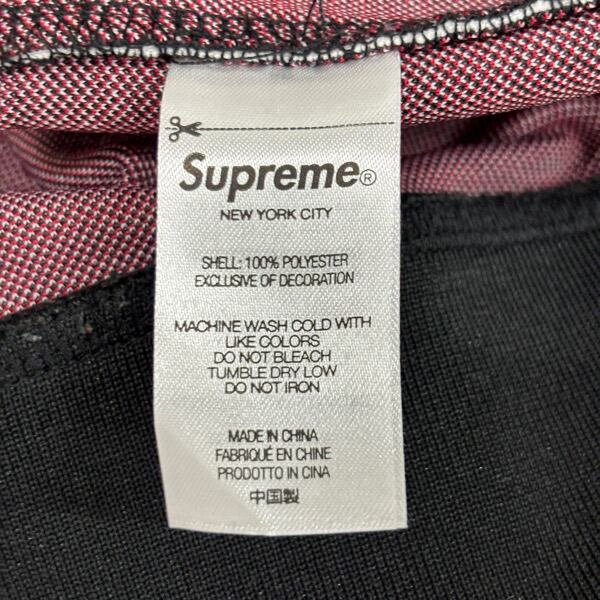 Supreme®
NEW YORK CITY
SHELL: 100% POLYESTER
EXCLUSIVE OF DECORATION
MACHINE WASH COLD WITH
LIKE COLORS
DO NOT BLEACH
TUMBLE DRY LOW
DO NOT IRON
MADE IN CHINA
FABRIQUÉ EN CHINE
PRODOTTO IN CINA
中国製